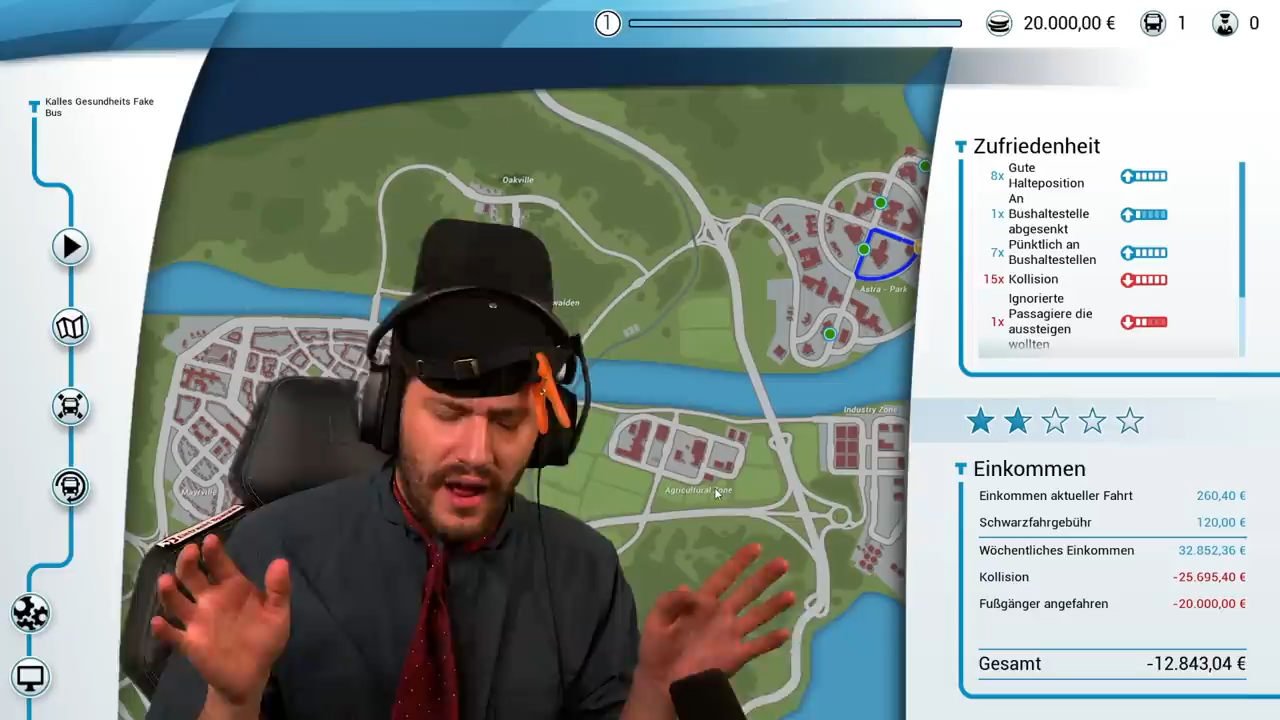 1
20.000,00 €
1
0
Kalles Gesundheits Fake
Bus
Oakville
walden
Astra - Park
Industry Zone
Agricultural Zone
Mayrville
Zufriedenheit
8x Gute
Halteposition
An
1x Bushaltestelle
abgesenkt
7x Pünktlich an
Bushaltestellen
15x Kollision
Ignorierte
1x Passagiere die
aussteigen
wollten
Einkommen
Einkommen aktueller Fahrt 260,40 €
Schwarzfahrgebühr 120,00 €
Wöchentliches Einkommen 32.852,36 €
Kollision -25.695,40 €
Fußgänger angefahren -20.000,00 €
Gesamt -12.843,04 €